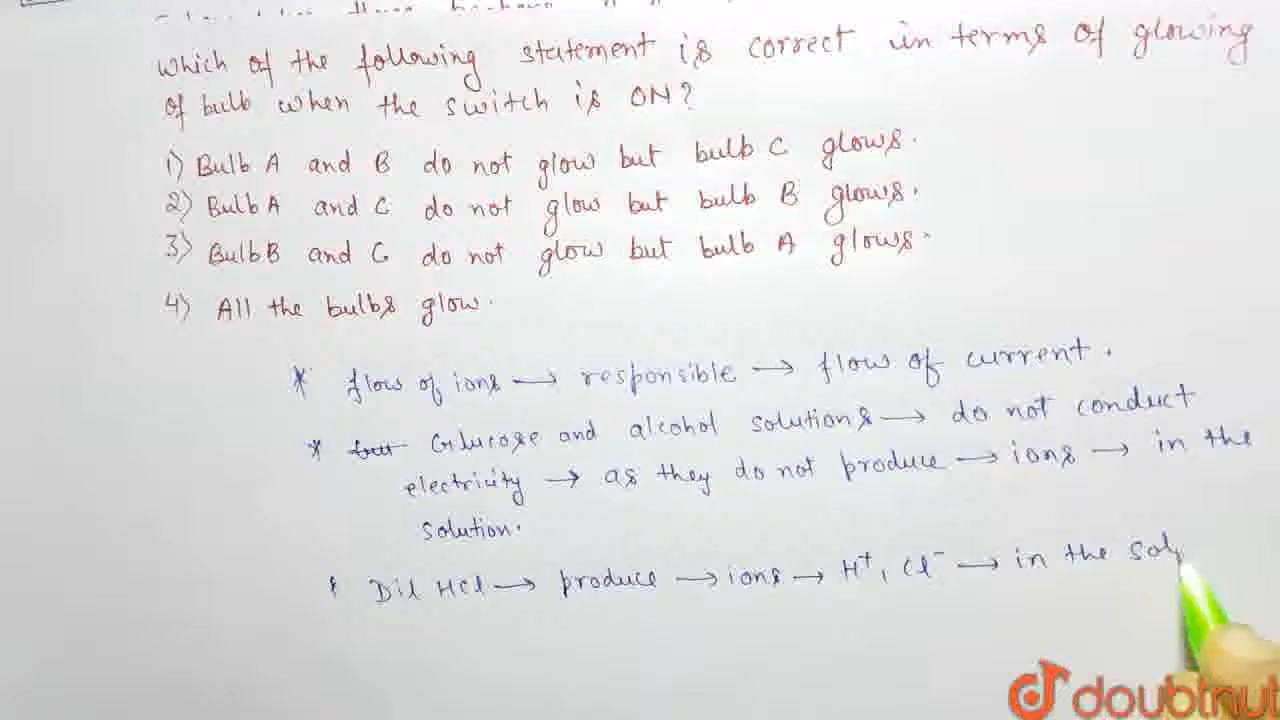 which of the following statement is correct in terms of glowing
of bulb when the switch is ON?
1) Bulb A and B do not glow but bulb C glows.
2) Bulb A and C do not glow but bulb B glows.
3) Bulb B and C do not glow but bulb A glows.
4) All the bulbs glow.
* flow of ions → responsible → flow of current.
* Glucose and alcohol solutions → do not conduct
electricity → as they do not produce → ions → in the
solution.
Dil HCl → produce → ions → H⁺, Cl⁻ → in the sol
doubtnut